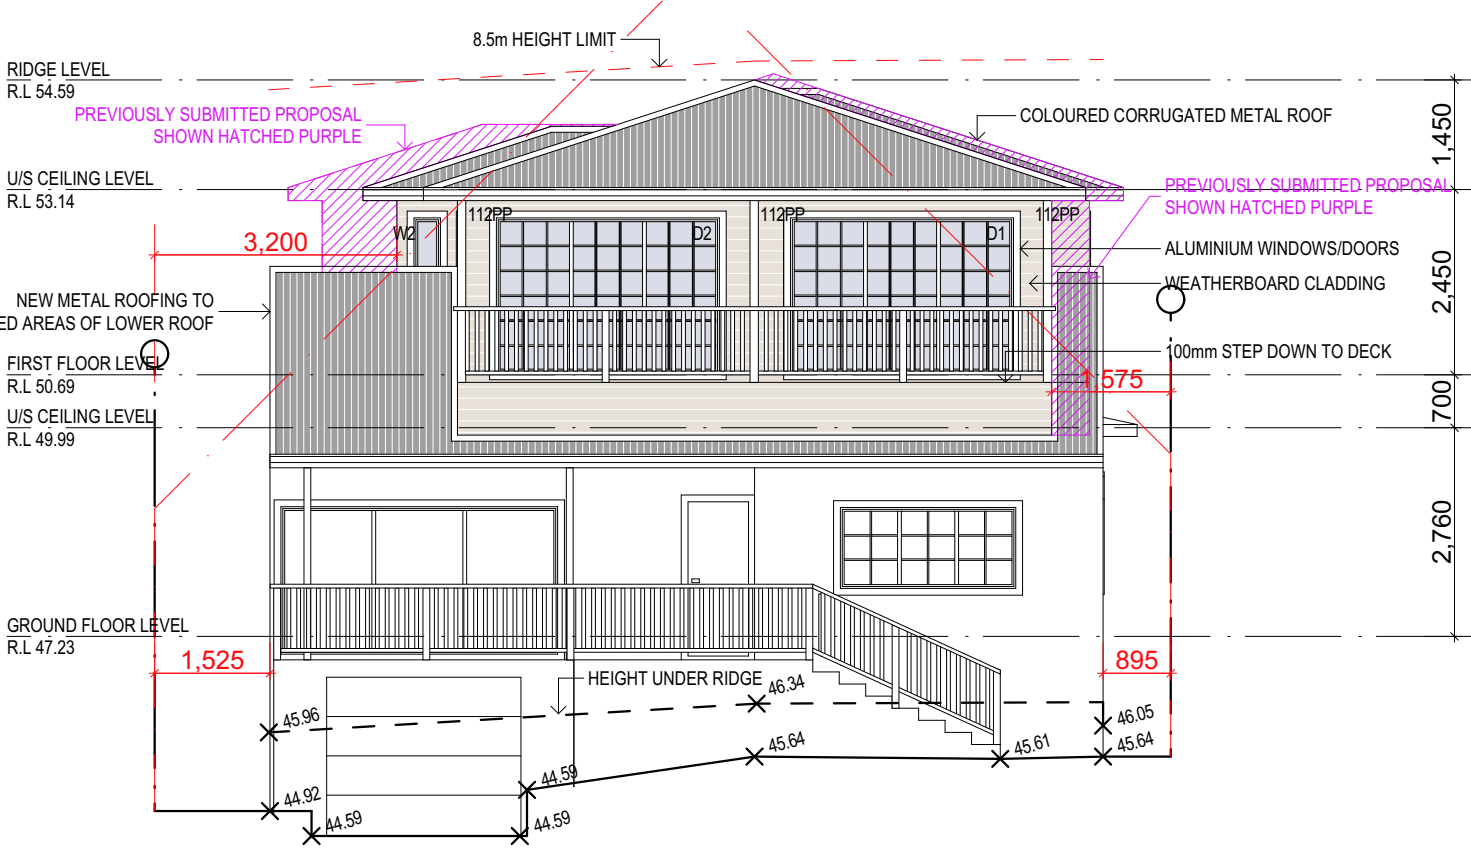 8.5m HEIGHT LIMIT
RIDGE LEVEL
R.L 54.59
PREVIOUSLY SUBMITTED PROPOSAL
SHOWN HATCHED PURPLE
COLOURED CORRUGATED METAL ROOF
1,450
U/S CEILING LEVEL
R.L 53.14
PREVIOUSLY SUBMITTED PROPOSAL
SHOWN HATCHED PURPLE
112PP
112PP
112PP
W2
D2
D1
3,200
ALUMINIUM WINDOWS/DOORS
WEATHERBOARD CLADDING
2,450
NEW METAL ROOFING TO
ED AREAS OF LOWER ROOF
100mm STEP DOWN TO DECK
FIRST FLOOR LEVEL
R.L 50.69
1,575
700
U/S CEILING LEVEL
R.L 49.99
2,760
GROUND FLOOR LEVEL
R.L 47.23
1,525
895
HEIGHT UNDER RIDGE
46.34
45.96
46.05
45.64
45.61
45.64
44.59
44.92
44.59
44.59